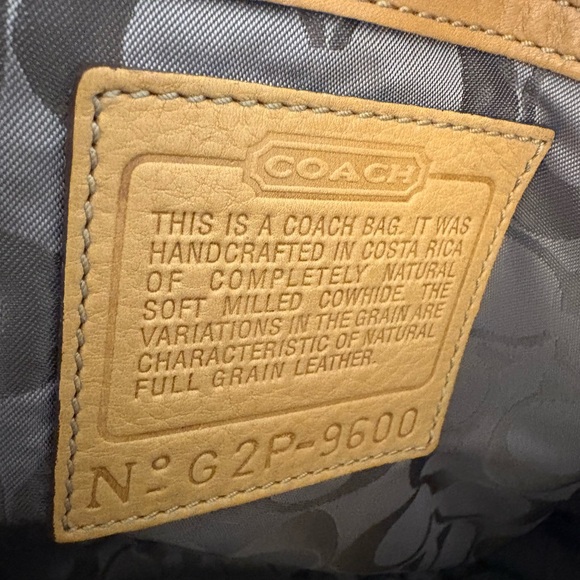 COACH
THIS IS A COACH BAG. IT WAS
HANDCRAFTED IN COSTA RICA
OF COMPLETELY NATURAL
SOFT MILLED COWHIDE. THE
VARIATIONS IN THE GRAIN ARE
CHARACTERISTIC OF NATURAL
FULL GRAIN LEATHER.
Nº G2P-9600